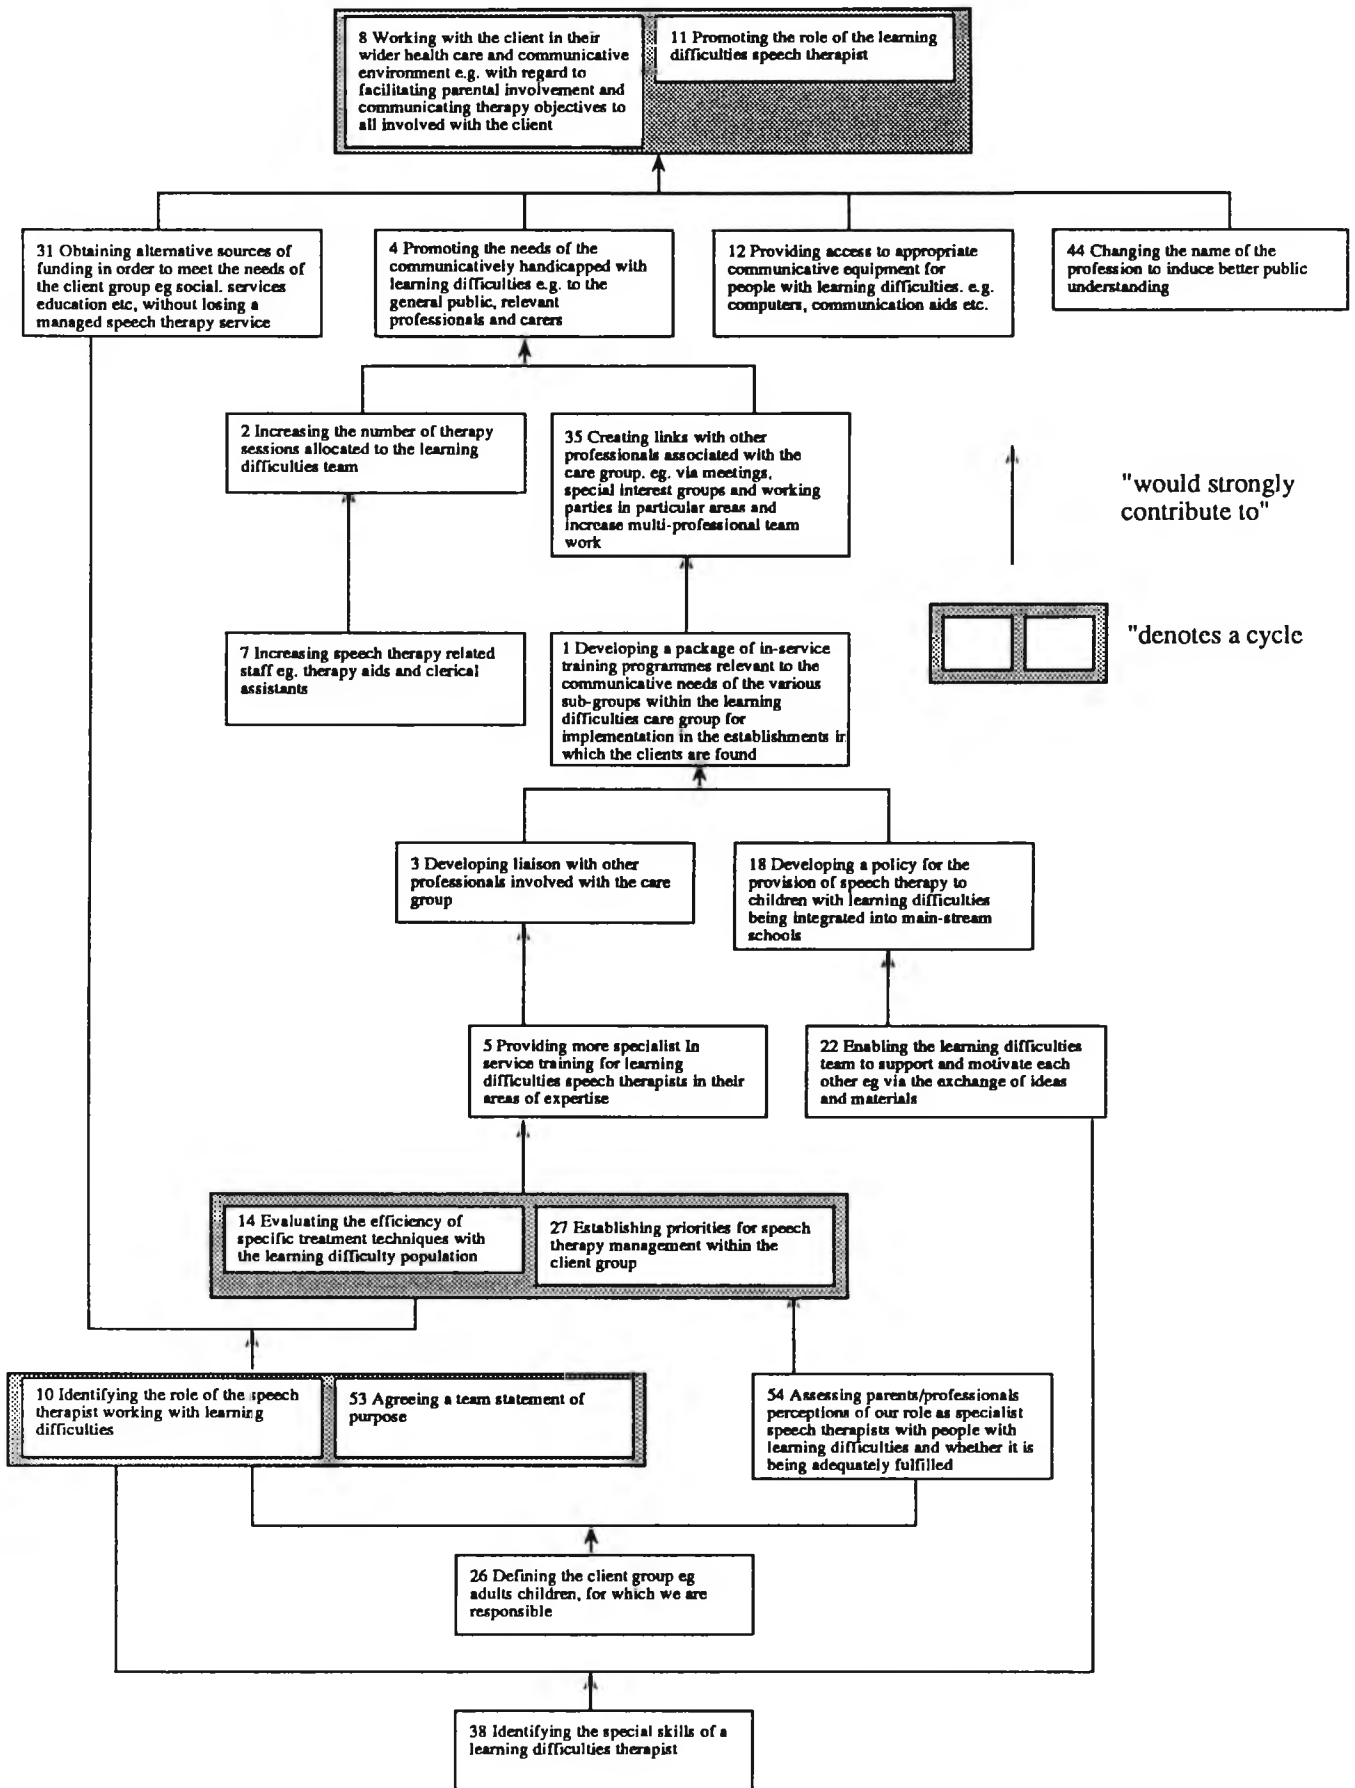 8 Working with the client in their
wider health care and communicative
environment e.g. with regard to
facilitating parental involvement and
communicating therapy objectives to
all involved with the client
11 Promoting the role of the learning
difficulties speech therapist
31 Obtaining alternative sources of
funding in order to meet the needs of
the client group eg social. services
education etc, without losing a
managed speech therapy service
4 Promoting the needs of the
communicatively handicapped with
learning difficulties e.g. to the
general public, relevant
professionals and carers
12 Providing access to appropriate
communicative equipment for
people with learning difficulties. e.g.
computers, communication aids etc.
44 Changing the name of the
profession to induce better public
understanding
2 Increasing the number of therapy
sessions allocated to the learning
difficulties team
35 Creating links with other
professionals associated with the
care group. eg. via meetings,
special interest groups and working
parties in particular areas and
increase multi-professional team
work
"would strongly
contribute to"
"denotes a cycle
7 Increasing speech therapy related
staff eg. therapy aids and clerical
assistants
1 Developing a package of in-service
training programmes relevant to the
communicative needs of the various
sub-groups within the learning
difficulties care group for
implementation in the establishments in
which the clients are found
3 Developing liaison with other
professionals involved with the care
group
18 Developing a policy for the
provision of speech therapy to
children with learning difficulties
being integrated into main-stream
schools
5 Providing more specialist In
service training for learning
difficulties speech therapists in their
areas of expertise
22 Enabling the learning difficulties
team to support and motivate each
other eg via the exchange of ideas
and materials
14 Evaluating the efficiency of
specific treatment techniques with
the learning difficulty population
27 Establishing priorities for speech
therapy management within the
client group
10 Identifying the role of the speech
therapist working with learning
difficulties
53 Agreeing a team statement of
purpose
54 Assessing parents/professionals
perceptions of our role as specialist
speech therapists with people with
learning difficulties and whether it is
being adequately fulfilled
26 Defining the client group eg
adults children, for which we are
responsible
38 Identifying the special skills of a
learning difficulties therapist